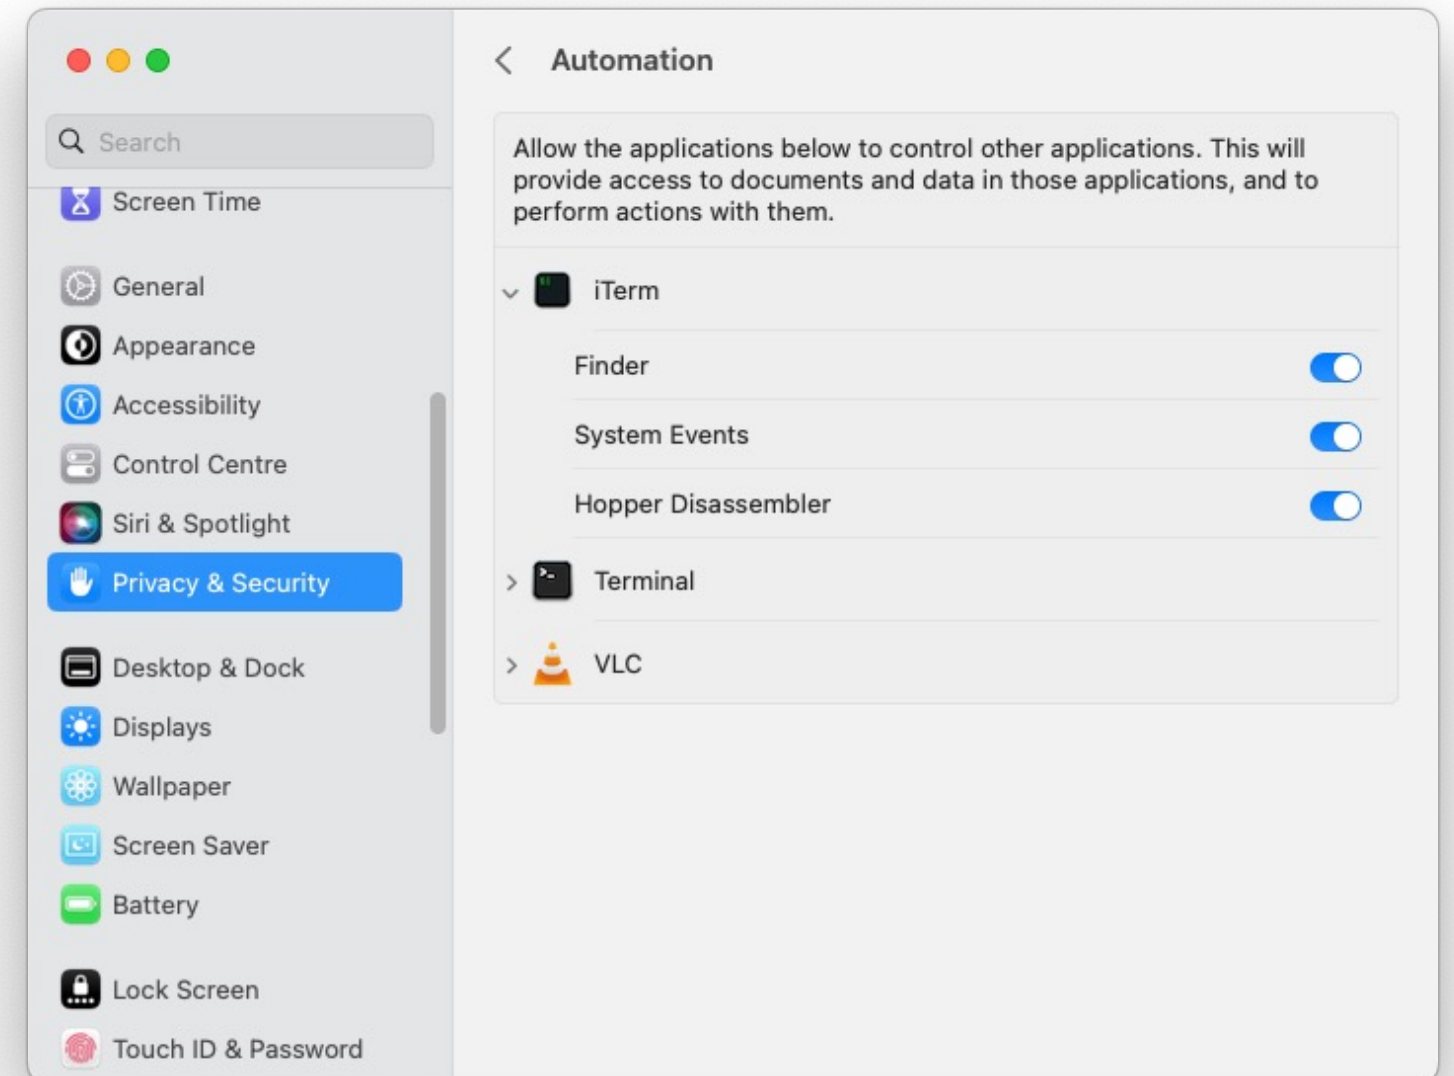 Search
Screen Time
General
Appearance
Accessibility
Control Centre
Siri & Spotlight
Privacy & Security
Desktop & Dock
Displays
Wallpaper
Screen Saver
Battery
Lock Screen
Touch ID & Password
Automation
Allow the applications below to control other applications. This will
provide access to documents and data in those applications, and to
perform actions with them.
iTerm
Finder
System Events
Hopper Disassembler
Terminal
VLC